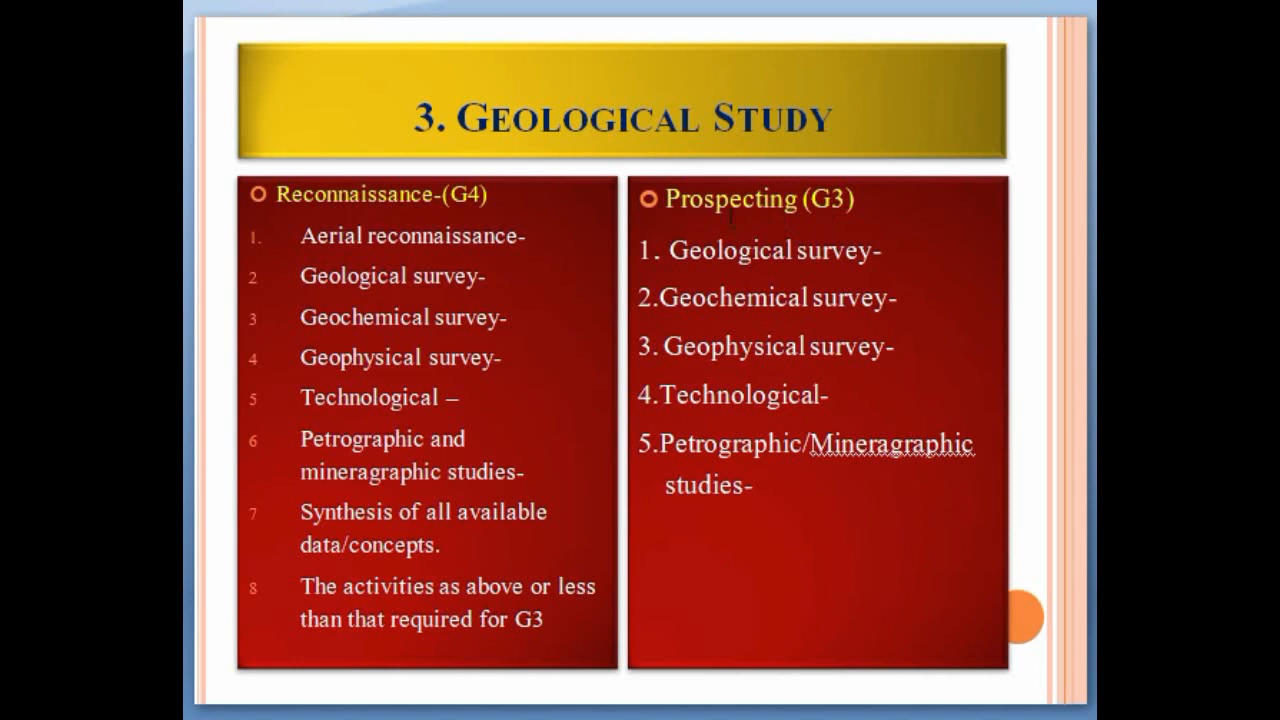 3. GEOLOGICAL STUDY
Reconnaissance-(G4)
1. Aerial reconnaissance-
2 Geological survey-
3 Geochemical survey-
4 Geophysical survey-
5 Technological –
6 Petrographic and
mineragraphic studies-
7 Synthesis of all available
data/concepts.
8 The activities as above or less
than that required for G3
Prospecting (G3)
1. Geological survey-
2.Geochemical survey-
3. Geophysical survey-
4.Technological-
5.Petrographic/Mineragraphic
studies-